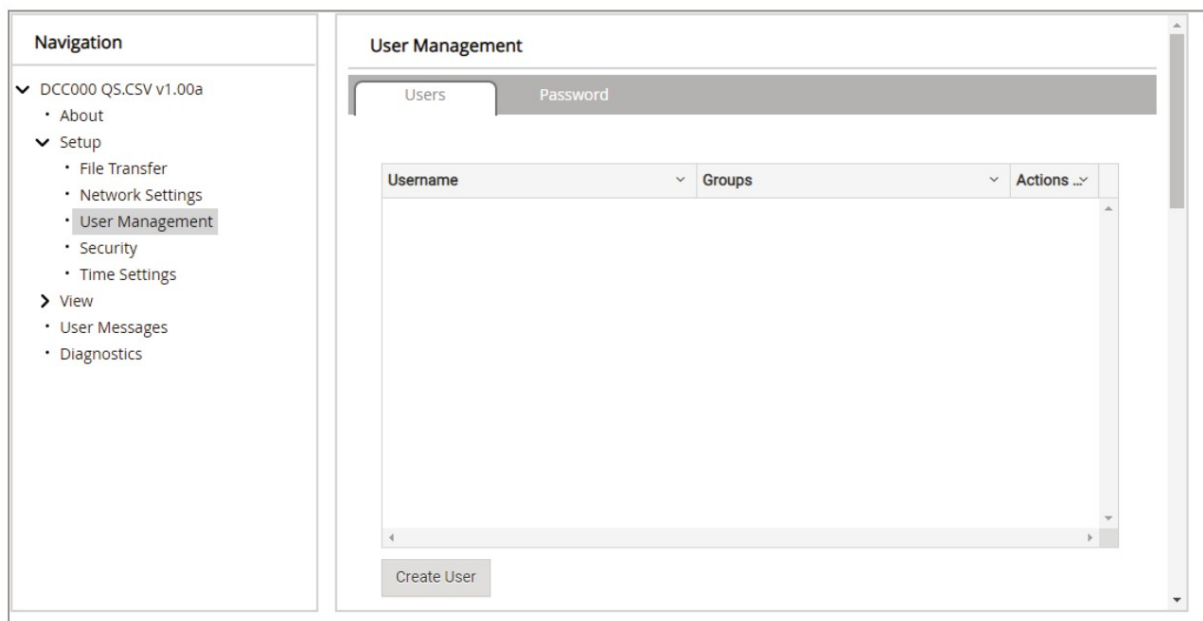 Navigation
DCC000 QS.CSV v1.00a
About
Setup
File Transfer
Network Settings
User Management
Security
Time Settings
View
User Messages
Diagnostics
User Management
Users Password
Username Groups Actions ...
Create User